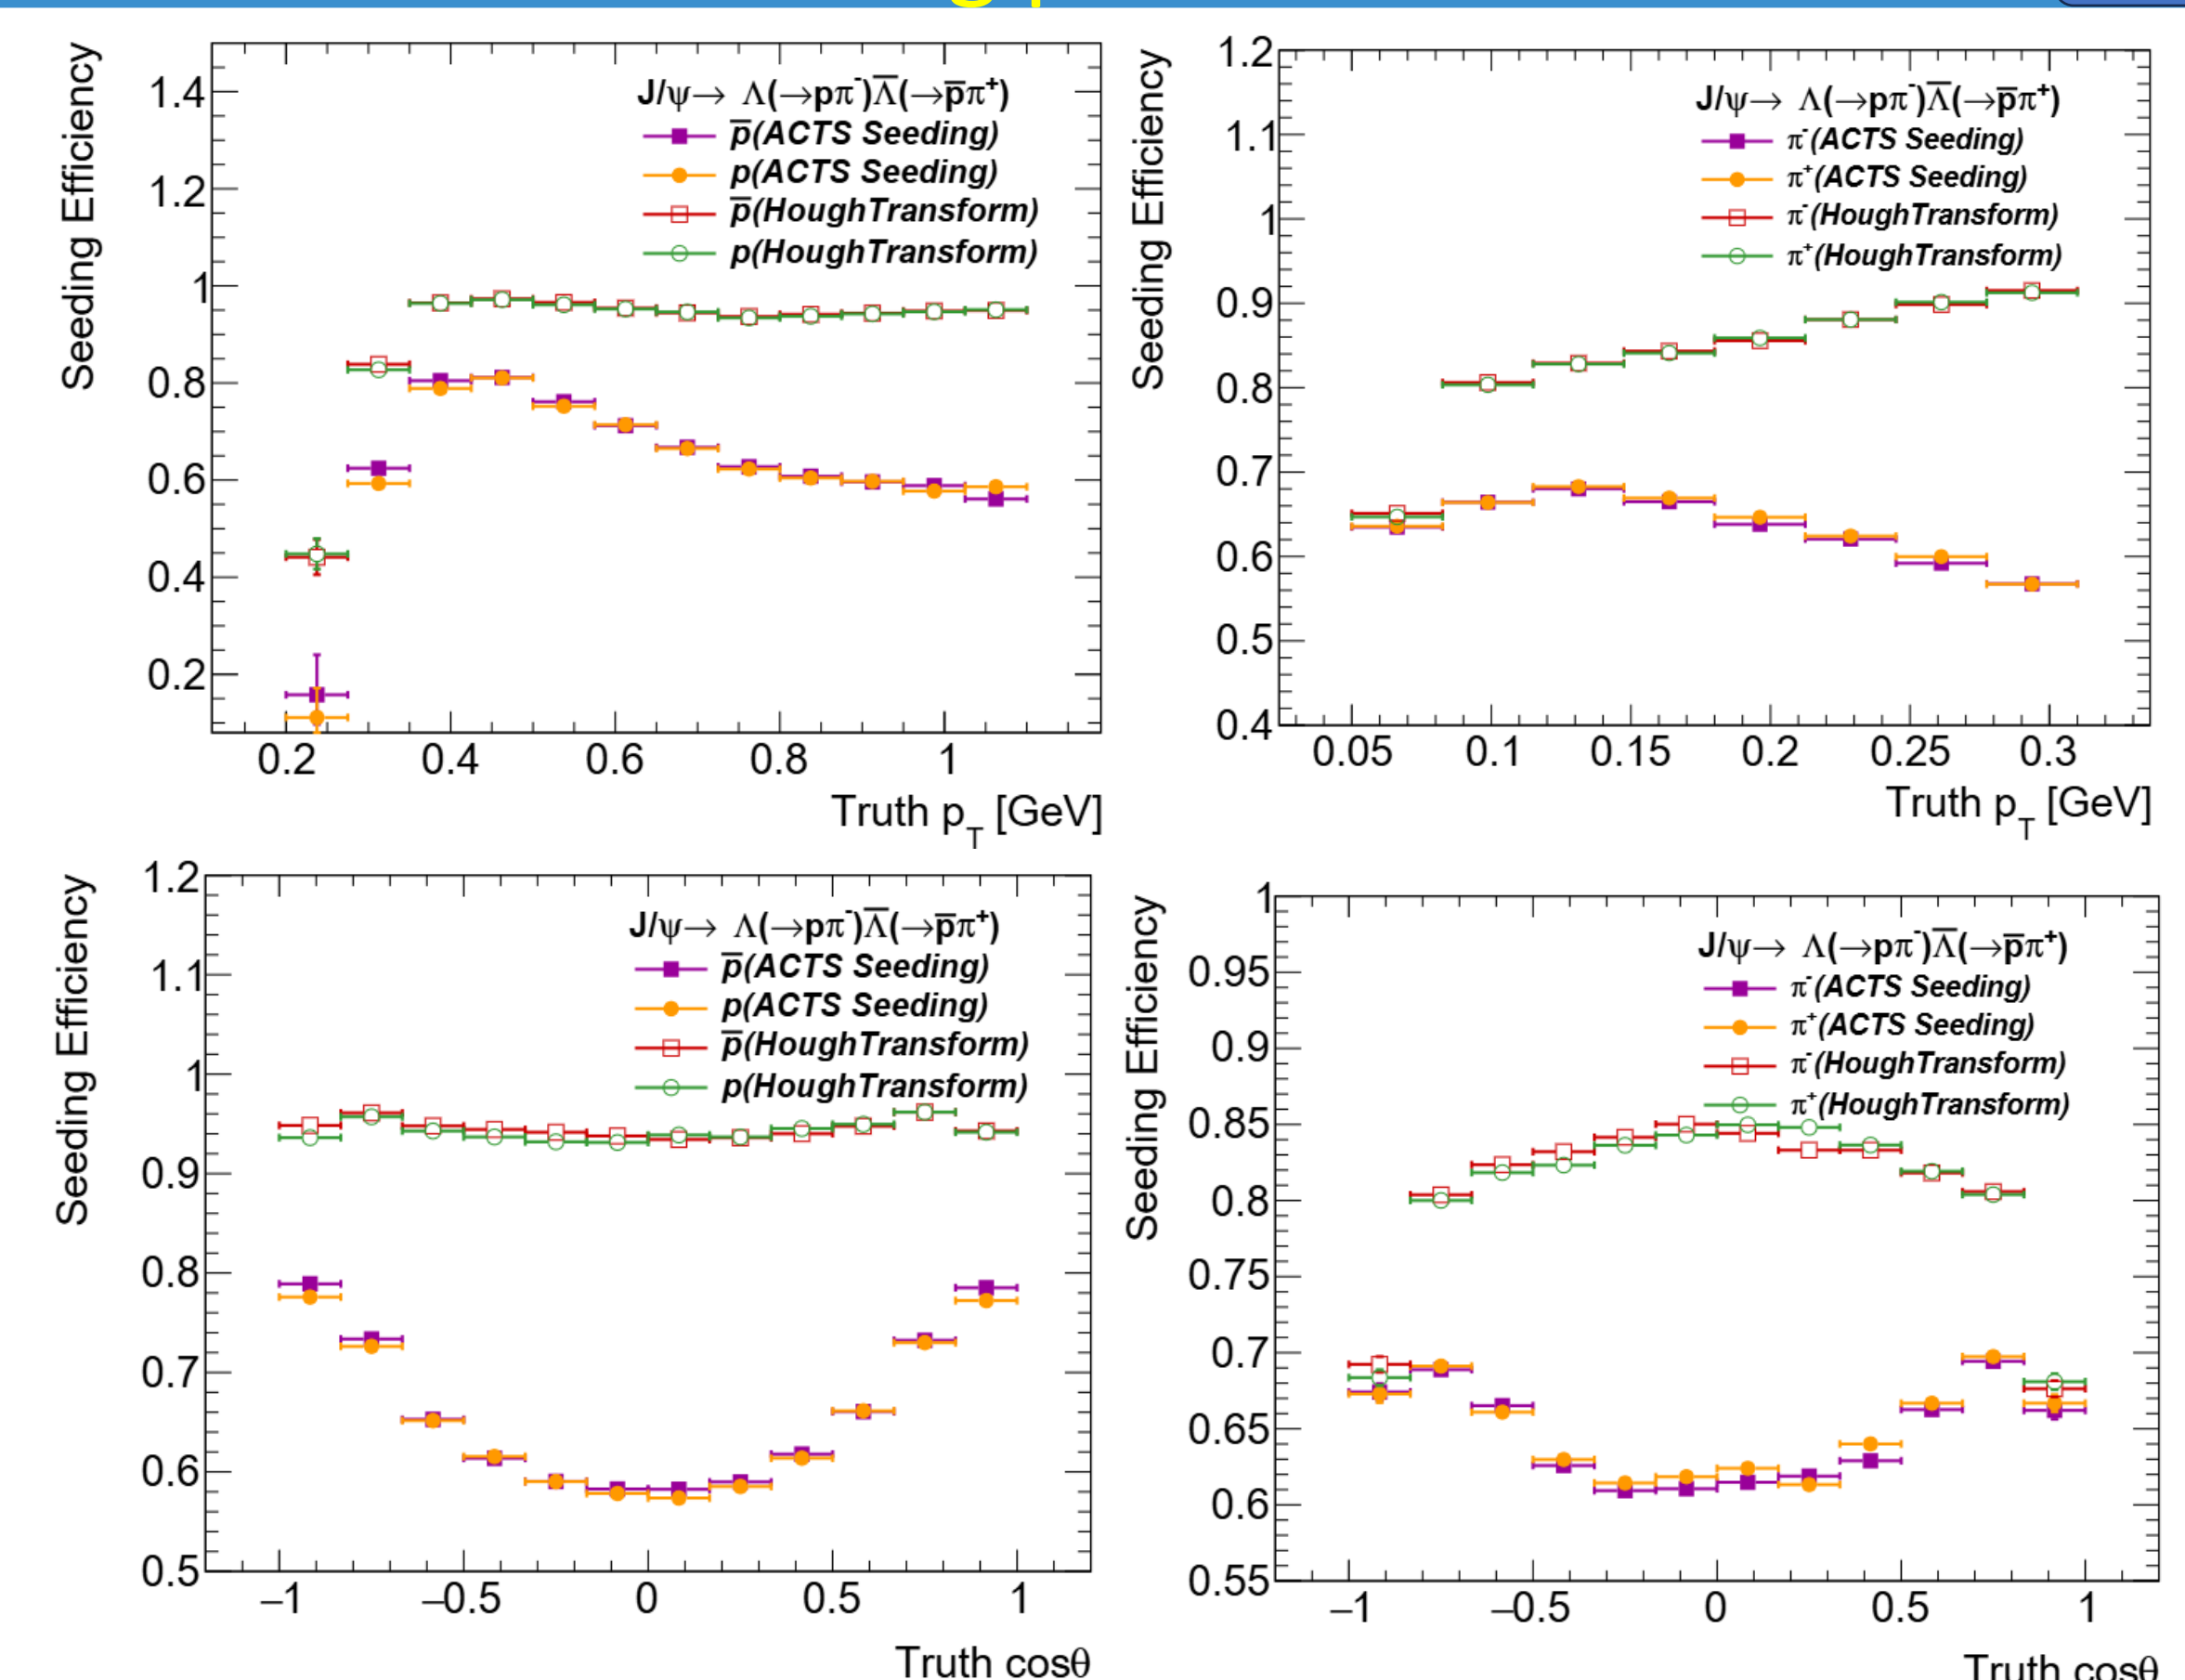 Seeding Efficiency
J/ψ→ Λ(→pπ⁻)Λ̅(→p̅π⁺)
p̅(ACTS Seeding)
p(ACTS Seeding)
p̅(HoughTransform)
p(HoughTransform)
1.4
1.2
1
0.8
0.6
0.4
0.2
0.2 0.4 0.6 0.8 1
Truth p_T [GeV]
Seeding Efficiency
J/ψ→ Λ(→pπ⁻)Λ̅(→p̅π⁺)
π⁻(ACTS Seeding)
π⁺(ACTS Seeding)
π⁻(HoughTransform)
π⁺(HoughTransform)
1.2
1.1
1
0.9
0.8
0.7
0.6
0.5
0.4
0.05 0.1 0.15 0.2 0.25 0.3
Truth p_T [GeV]
Seeding Efficiency
J/ψ→ Λ(→pπ⁻)Λ̅(→p̅π⁺)
p̅(ACTS Seeding)
p(ACTS Seeding)
p̅(HoughTransform)
p(HoughTransform)
1.2
1.1
1
0.9
0.8
0.7
0.6
0.5
−1 −0.5 0 0.5 1
Truth cosθ
Seeding Efficiency
J/ψ→ Λ(→pπ⁻)Λ̅(→p̅π⁺)
π⁻(ACTS Seeding)
π⁺(ACTS Seeding)
π⁻(HoughTransform)
π⁺(HoughTransform)
1
0.95
0.9
0.85
0.8
0.75
0.7
0.65
0.6
0.55
−1 −0.5 0 0.5 1
Truth cosθ